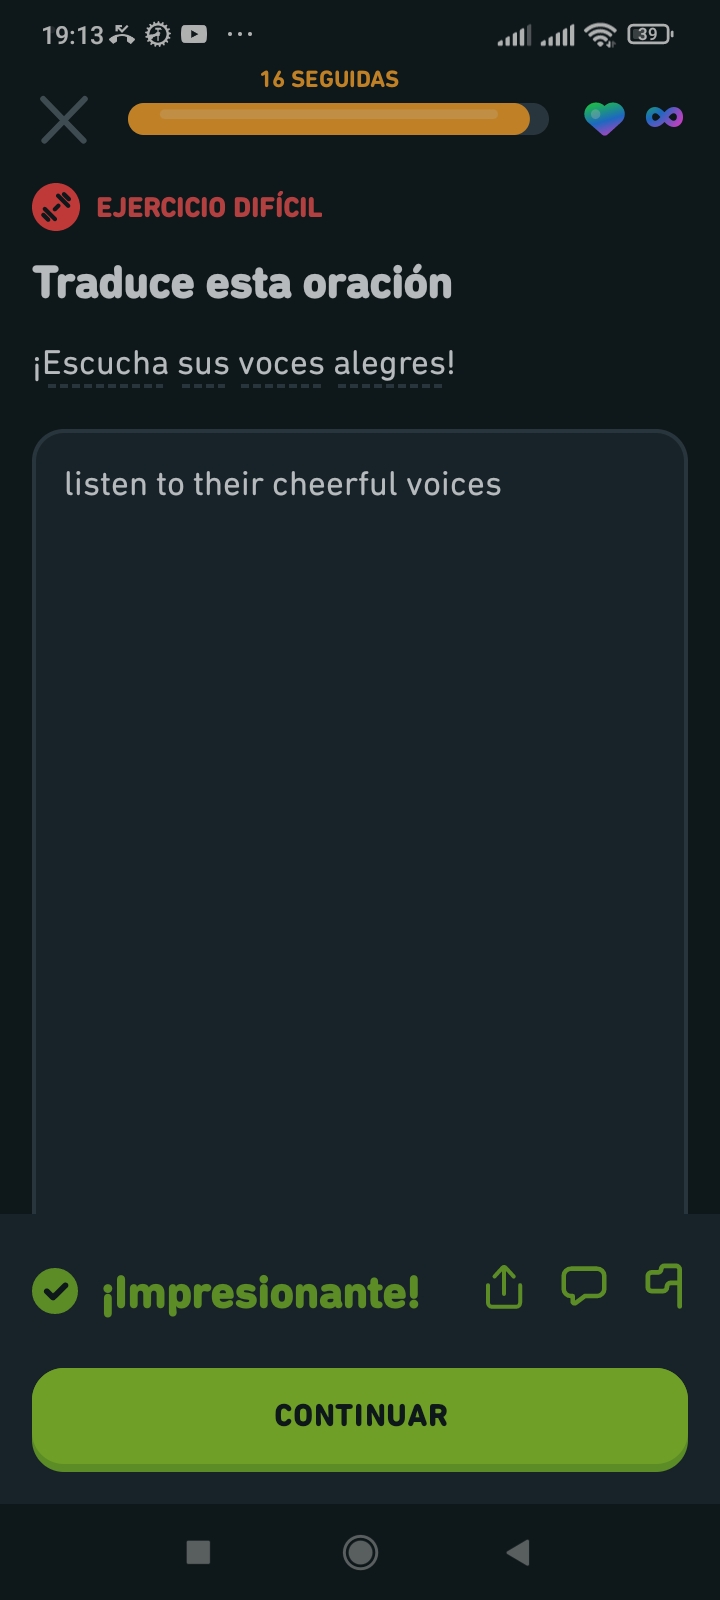 19:13
39
16 SEGUIDAS
EJERCICIO DIFÍCIL
Traduce esta oración
¡Escucha sus voces alegres!
listen to their cheerful voices
¡Impresionante!
CONTINUAR